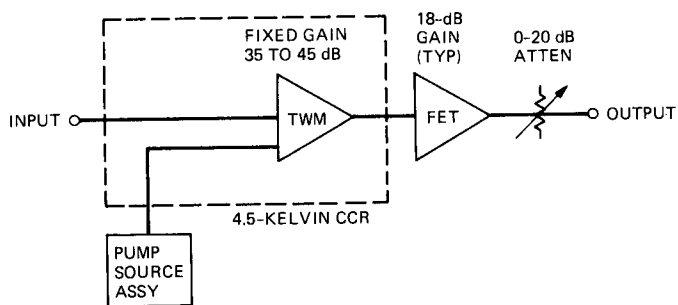 FIXED GAIN
35 TO 45 dB
18-dB
GAIN
(TYP)
0-20 dB
ATTEN
INPUT
TWM
FET
OUTPUT
4.5-KELVIN CCR
PUMP
SOURCE
ASSY